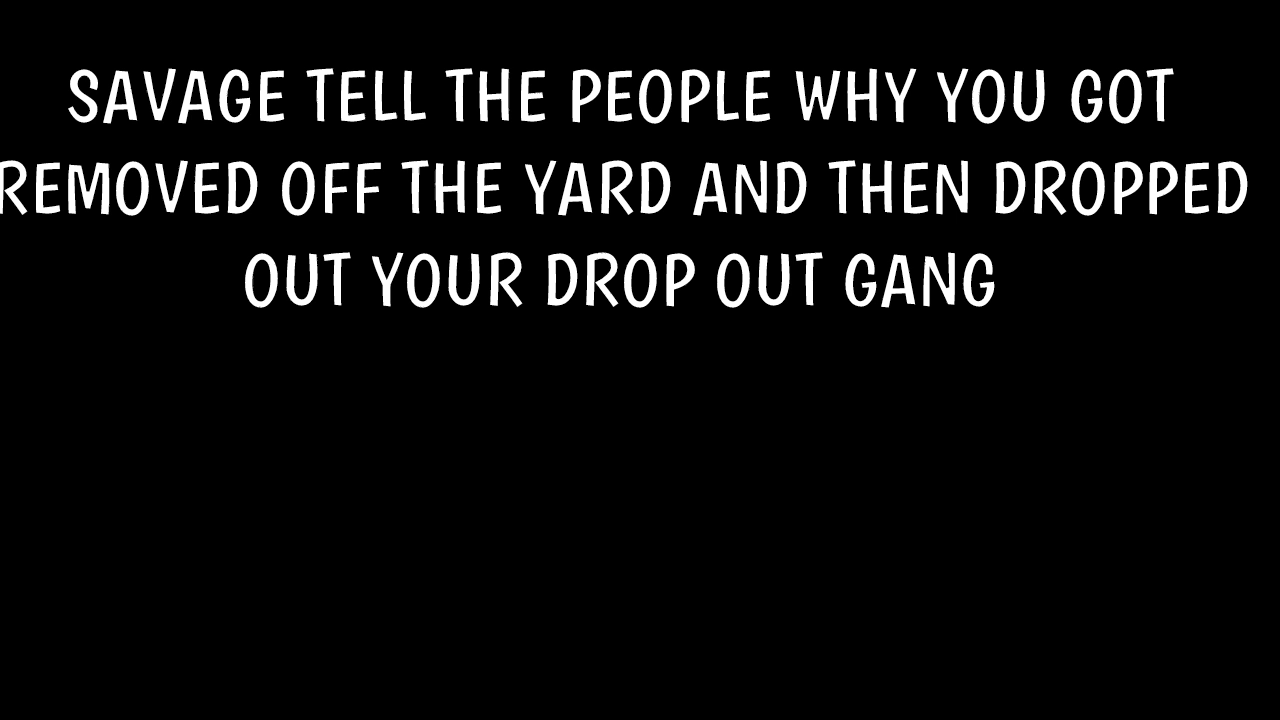 SAVAGE TELL THE PEOPLE WHY YOU GOT
REMOVED OFF THE YARD AND THEN DROPPED
OUT YOUR DROP OUT GANG